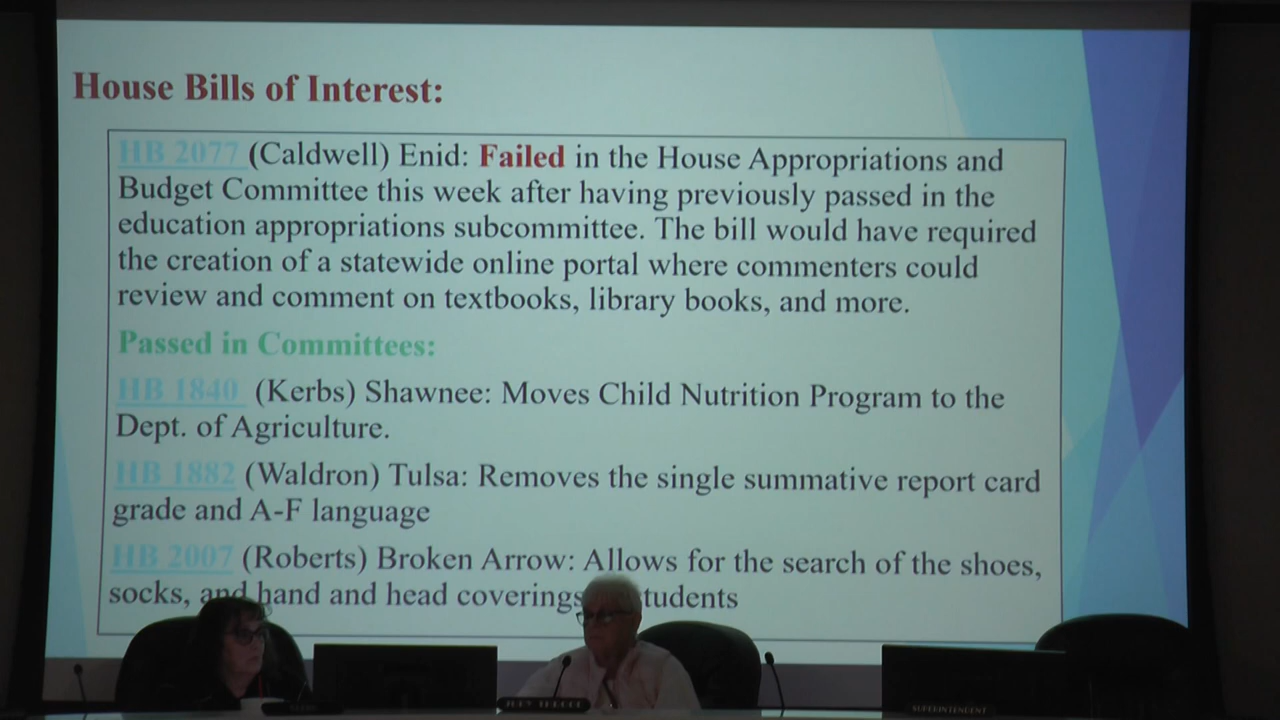 House Bills of Interest:
HB 2077 (Caldwell) Enid: Failed in the House Appropriations and
Budget Committee this week after having previously passed in the
education appropriations subcommittee. The bill would have required
the creation of a statewide online portal where commenters could
review and comment on textbooks, library books, and more.
Passed in Committees:
HB 1840 (Kerbs) Shawnee: Moves Child Nutrition Program to the
Dept. of Agriculture.
HB 1882 (Waldron) Tulsa: Removes the single summative report card
grade and A-F language
HB 2007 (Roberts) Broken Arrow: Allows for the search of the shoes,
socks, and hand and head coverings tudents
SUPERINTENDENT